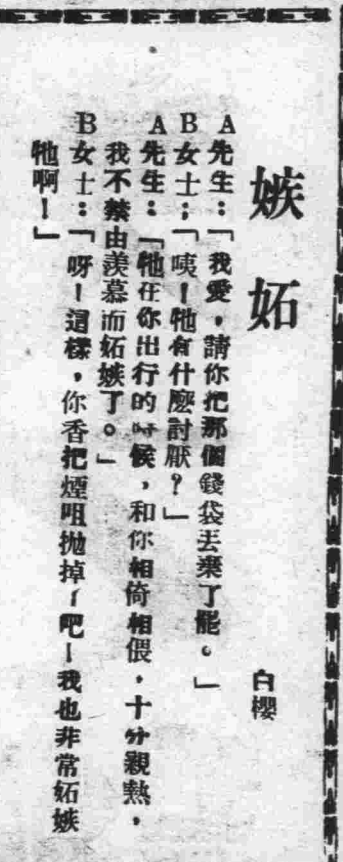 嫉妬
白櫻
A先生：「我愛，請你把那個錢袋丟棄了罷。」
B女士：「咦！牠有什麼討厭？」
A先生：「牠在你出行的時候，和你相倚相偎，十分親熱，
我不禁由羨慕而妬嫉了。」
B女士：「呀！這樣，你香把煙咀拋掉了吧！我也非常妬嫉
牠啊！」